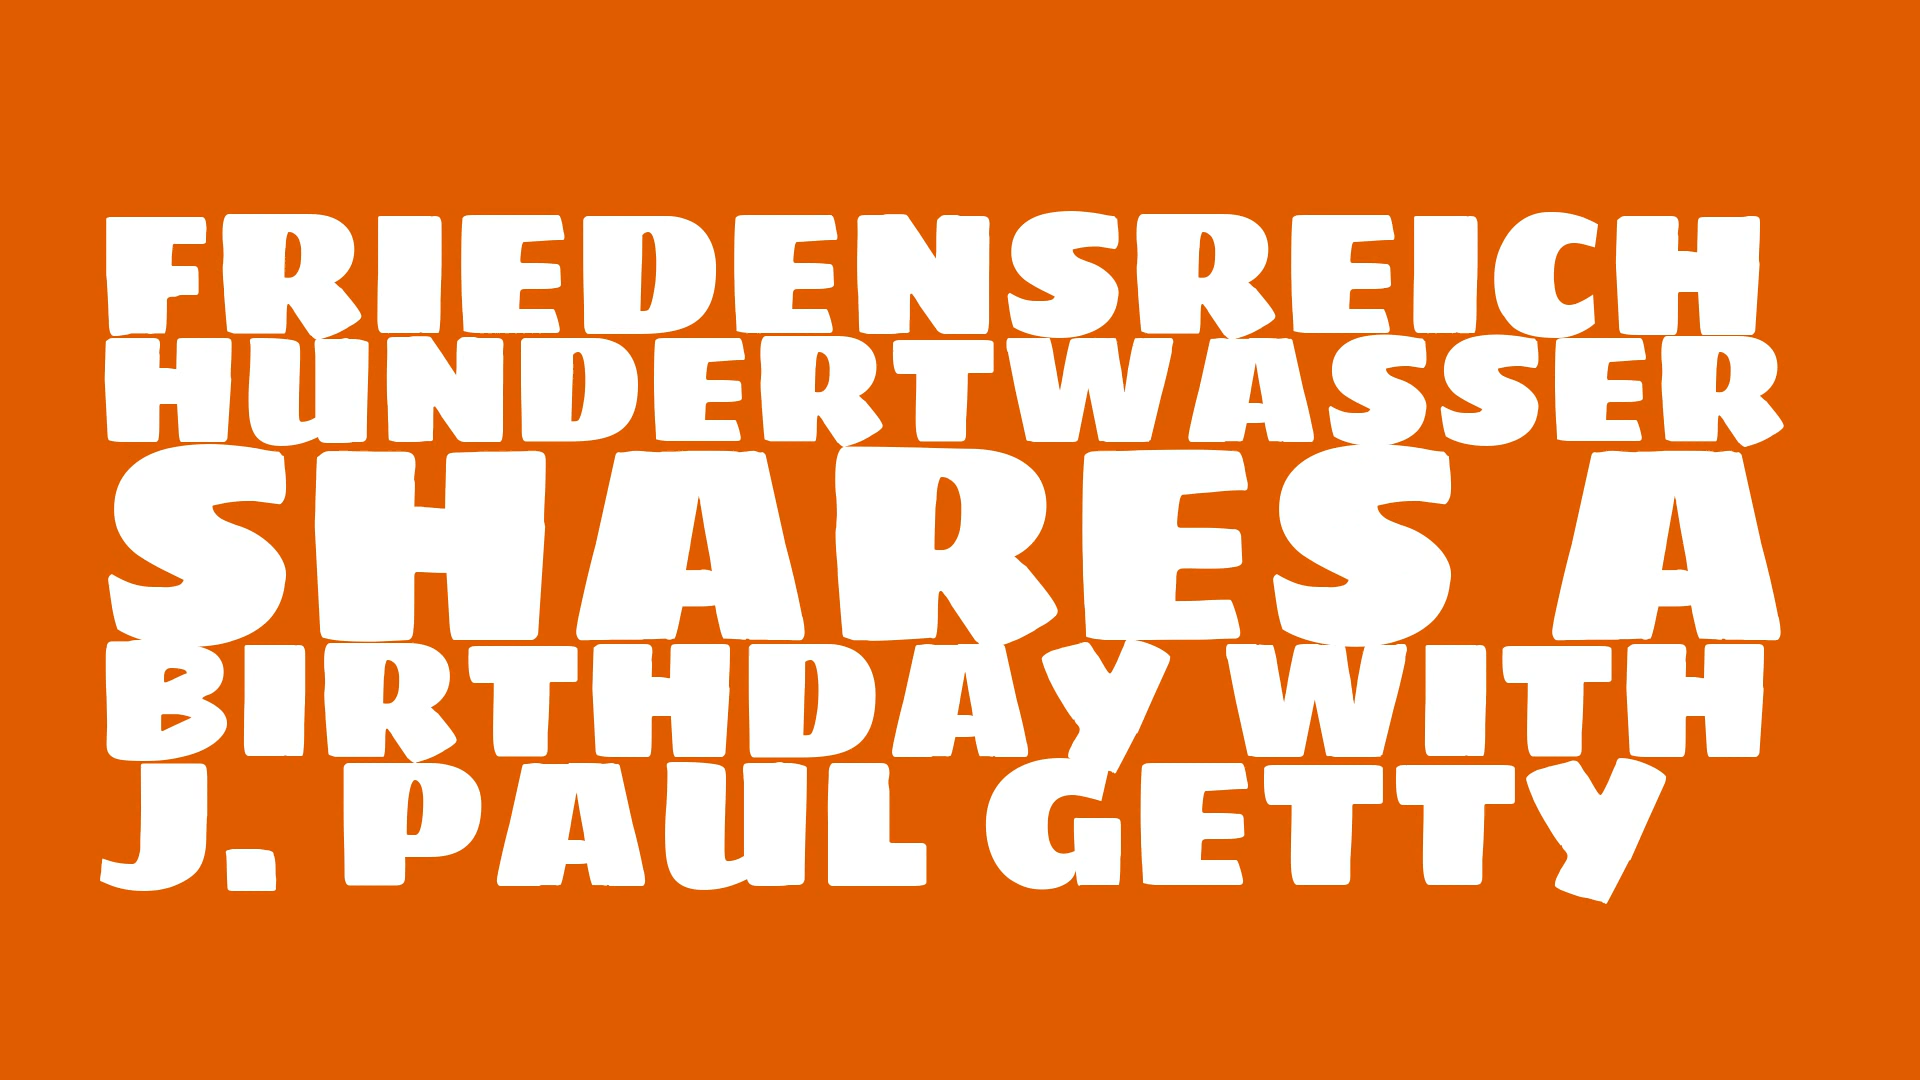 FRIEDENSREICH
HUNDERTWASSER
SHARES A
BIRTHDAY WITH
J. PAUL GETTY